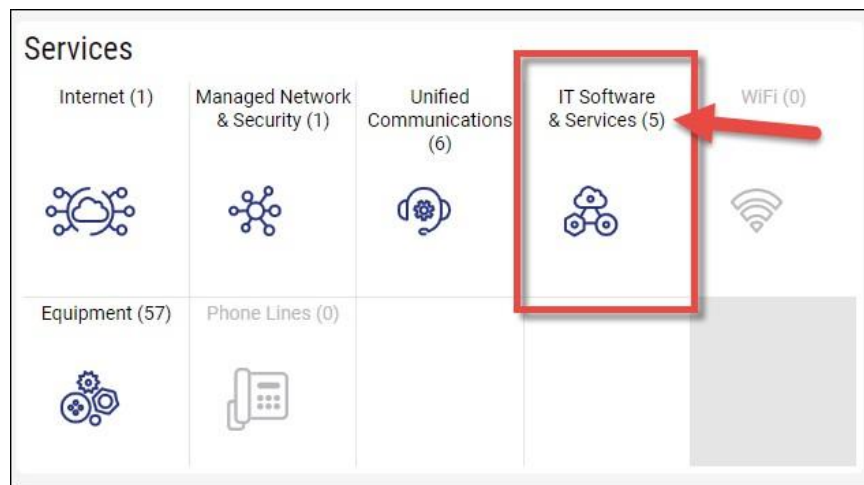 Services
Internet (1)
Managed Network
& Security (1)
Unified
Communications
(6)
IT Software
& Services (5)
WiFi (0)
Equipment (57)
Phone Lines (0)